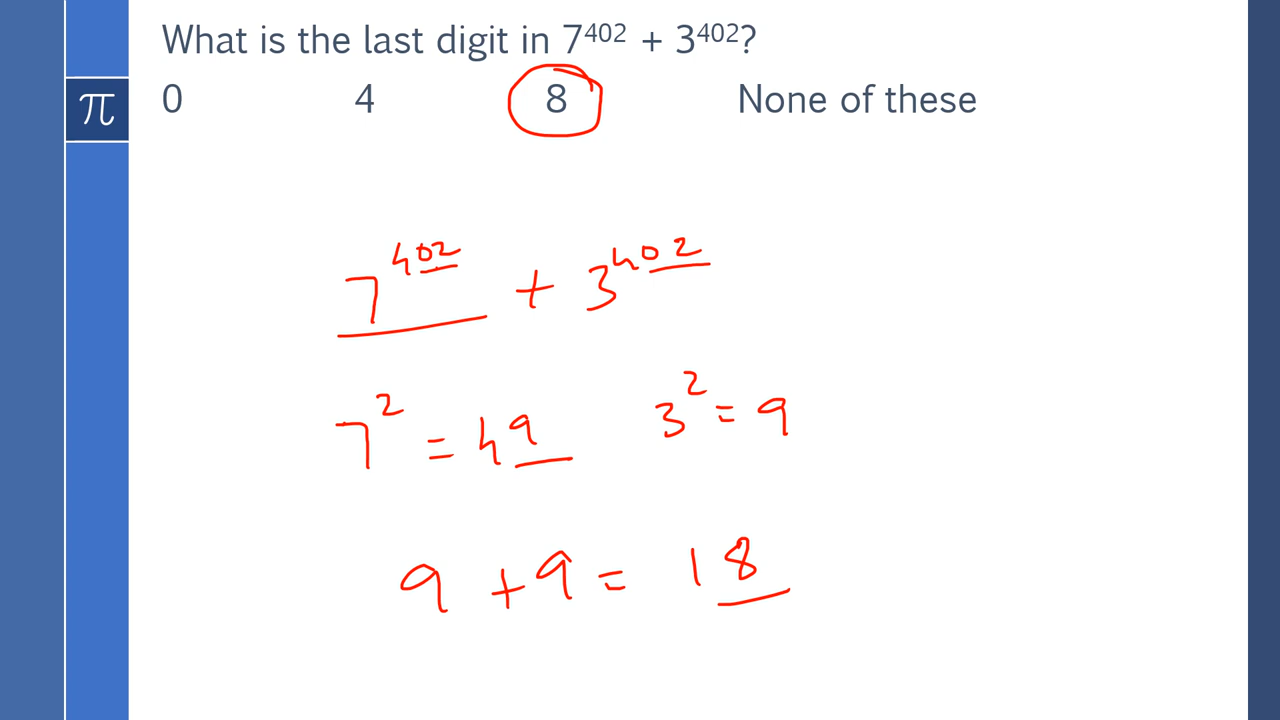 What is the last digit in 7⁴⁰² + 3⁴⁰²?
π
0 4 8 None of these
7⁴⁰² + 3⁴⁰²
7² = 49 3² = 9
9 + 9 = 18